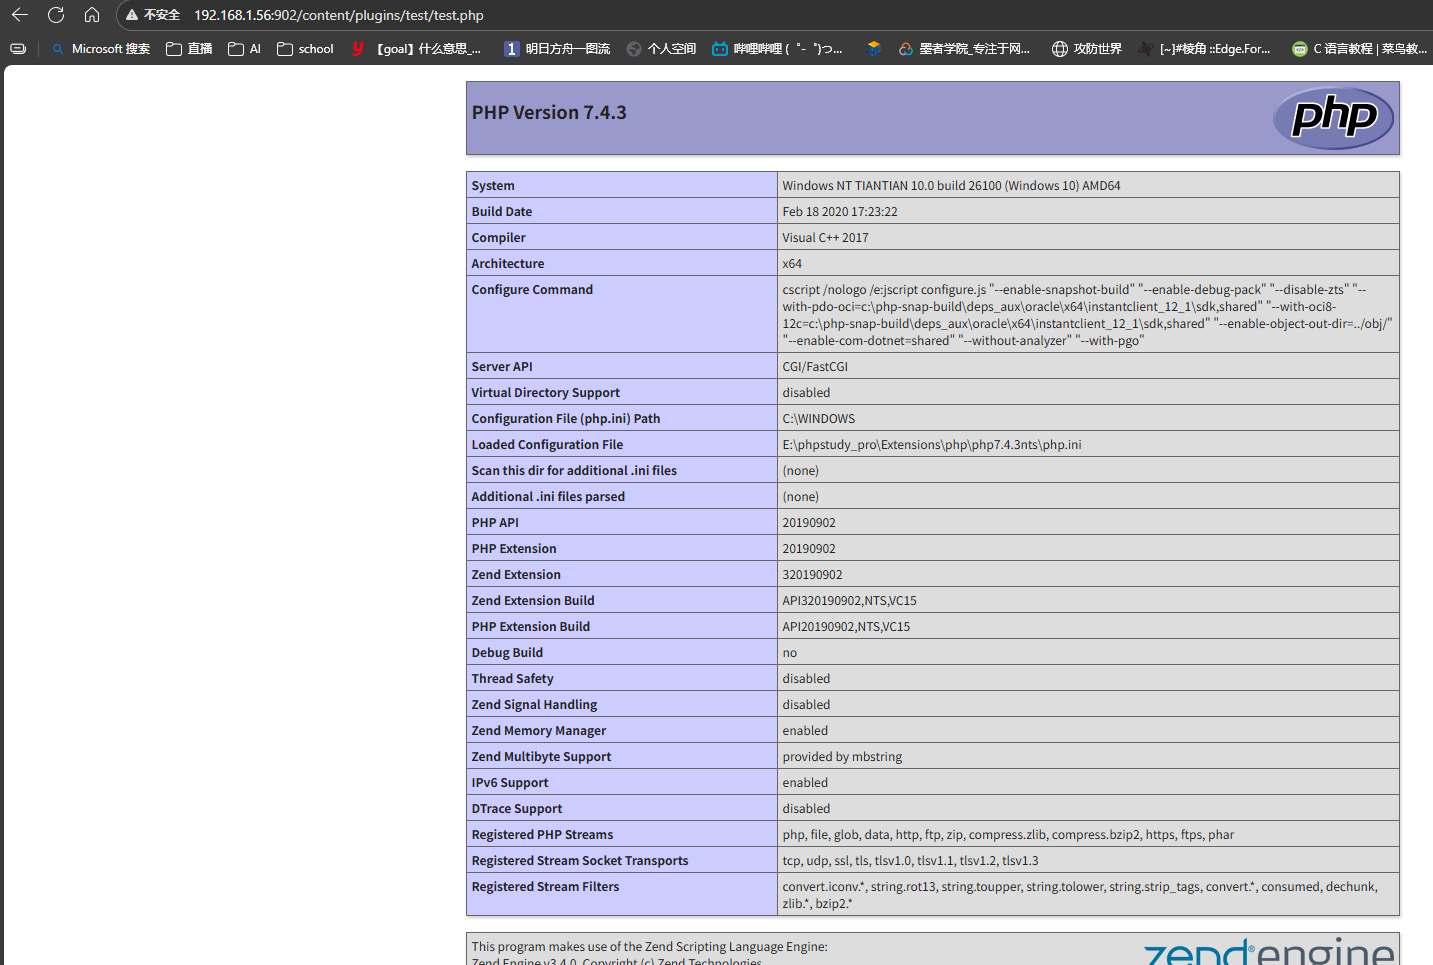 不安全 192.168.1.56:902/content/plugins/test/test.php
Microsoft 搜索 直播 AI school 【goal】什么意思_... 明日方舟一图流 个人空间 哔哩哔哩 (゜-゜)つ... 墨者学院_专注于网... 攻防世界 [~]#棱角 ::Edge.For... C 语言教程 | 菜鸟教...
PHP Version 7.4.3
php
System Windows NT TIANTIAN 10.0 build 26100 (Windows 10) AMD64
Build Date Feb 18 2020 17:23:22
Compiler Visual C++ 2017
Architecture x64
Configure Command cscript /nologo /e:jscript configure.js "--enable-snapshot-build" "--enable-debug-pack" "--disable-zts" "--
with-pdo-oci=c:\php-snap-build\deps_aux\oracle\x64\instantclient_12_1\sdk,shared" "--with-oci8-
12c=c:\php-snap-build\deps_aux\oracle\x64\instantclient_12_1\sdk,shared" "--enable-object-out-dir=../obj/"
"--enable-com-dotnet=shared" "--without-analyzer" "--with-pgo"
Server API CGI/FastCGI
Virtual Directory Support disabled
Configuration File (php.ini) Path C:\WINDOWS
Loaded Configuration File E:\phpstudy_pro\Extensions\php\php7.4.3nts\php.ini
Scan this dir for additional .ini files (none)
Additional .ini files parsed (none)
PHP API 20190902
PHP Extension 20190902
Zend Extension 320190902
Zend Extension Build API320190902,NTS,VC15
PHP Extension Build API20190902,NTS,VC15
Debug Build no
Thread Safety disabled
Zend Signal Handling disabled
Zend Memory Manager enabled
Zend Multibyte Support provided by mbstring
IPv6 Support enabled
DTrace Support disabled
Registered PHP Streams php, file, glob, data, http, ftp, zip, compress.zlib, compress.bzip2, https, ftps, phar
Registered Stream Socket Transports tcp, udp, ssl, tls, tlsv1.0, tlsv1.1, tlsv1.2, tlsv1.3
Registered Stream Filters convert.iconv.*, string.rot13, string.toupper, string.tolower, string.strip_tags, convert.*, consumed, dechunk,
zlib.*, bzip2.*
This program makes use of the Zend Scripting Language Engine:
Zend Engine v3.4.0, Copyright (c) Zend Technologies
zend engine